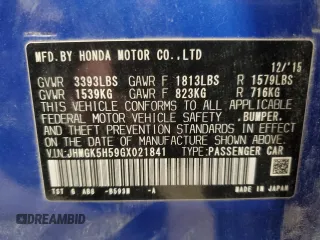 MFD.BY HONDA MOTOR CO.,LTD
12/'15
GVWR 3393LBS GAWR F 1813LBS R 1579LBS
GVWR 1539KG GAWR F 823KG R 716KG
THIS VEHICLE CONFORMS TO ALL APPLICABLE
FEDERAL MOTOR VEHICLE SAFETY ,BUMPER,
AND THEFT PREVENTION STANDARDS IN EFFECT
ON THE DATE OF MANUFACTURE SHOWN ABOVE.
V.I.N:JHMGK5H59GX021841 TYPE:PASSENGER CAR
MADE IN JAPAN
DREAMBID